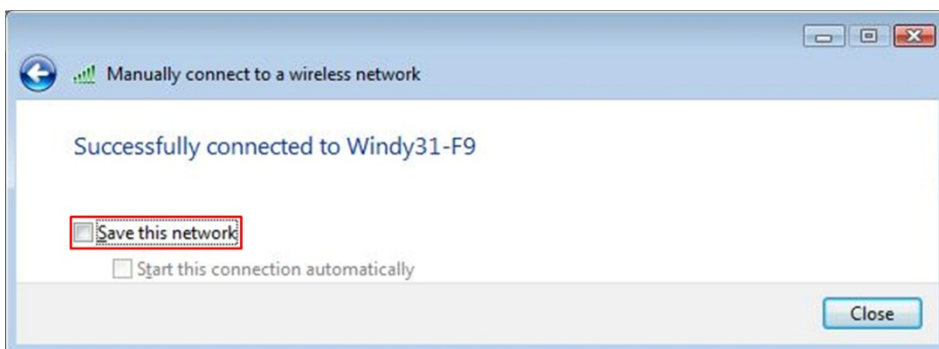 Manually connect to a wireless network
Successfully connected to Windy31-F9
Save this network
Start this connection automatically
Close